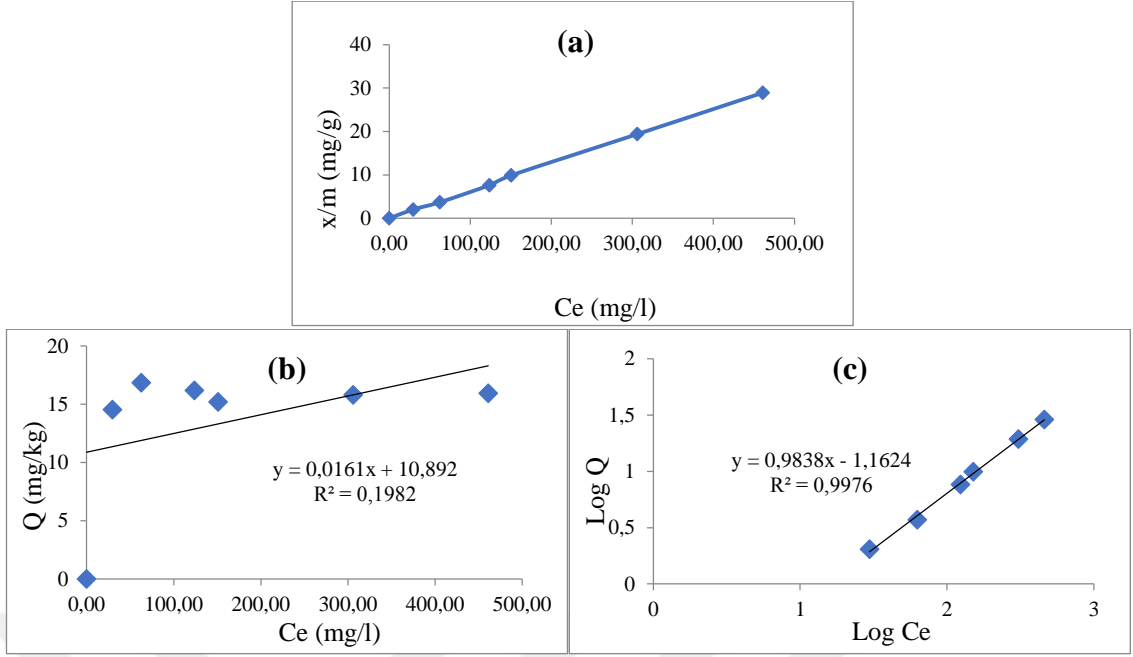 (a)
x/m (mg/g)
40
30
20
10
0
0,00 100,00 200,00 300,00 400,00 500,00
Ce (mg/l)
(b)
Q (mg/kg)
20
15
10
5
0
y = 0,0161x + 10,892
R² = 0,1982
0,00 100,00 200,00 300,00 400,00 500,00
Ce (mg/l)
(c)
Log Q
2
1,5
1
0,5
0
y = 0,9838x - 1,1624
R² = 0,9976
0 1 2 3
Log Ce